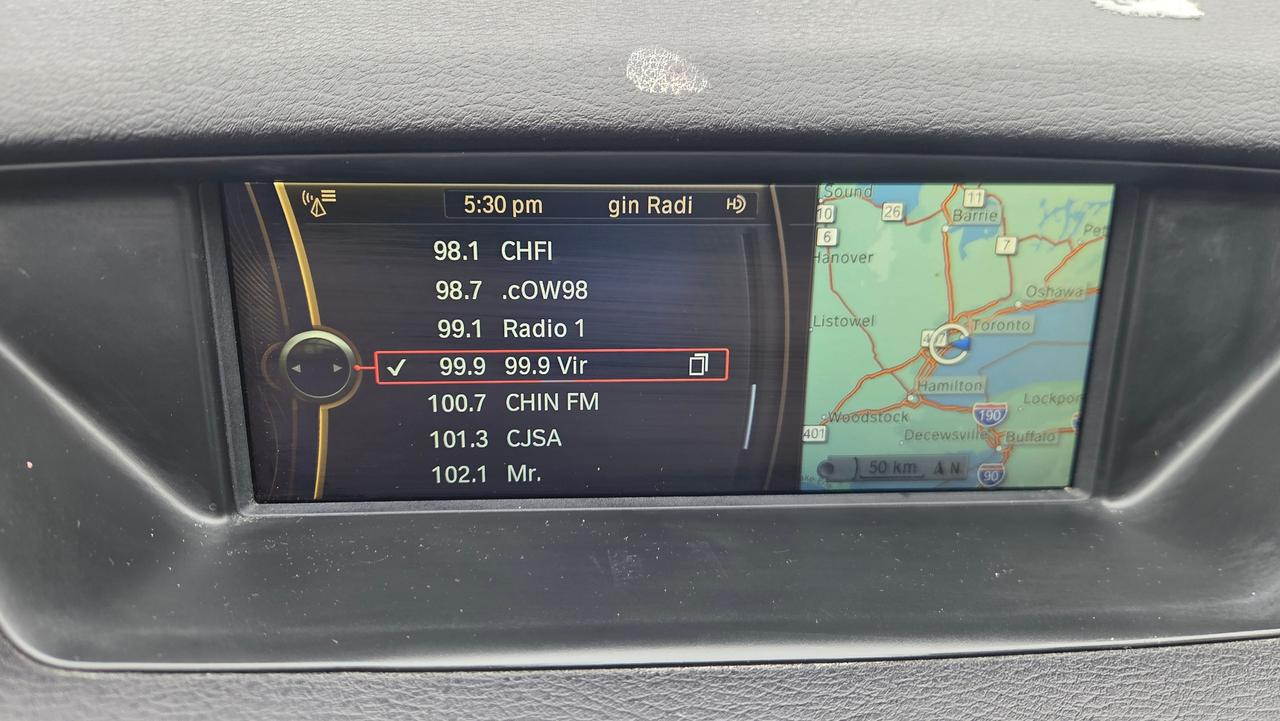 5:30 pm gin Radi HD
98.1 CHFI
98.7 .cOW98
99.1 Radio 1
99.9 99.9 Vir
100.7 CHIN FM
101.3 CJSA
102.1 Mr.
Sound
10
26
11
Barrie
6
7
Hanover
Oshawa
Listowel
Toronto
Hamilton
190
Woodstock
401
Decewsville
Buffalo
50 km N
90